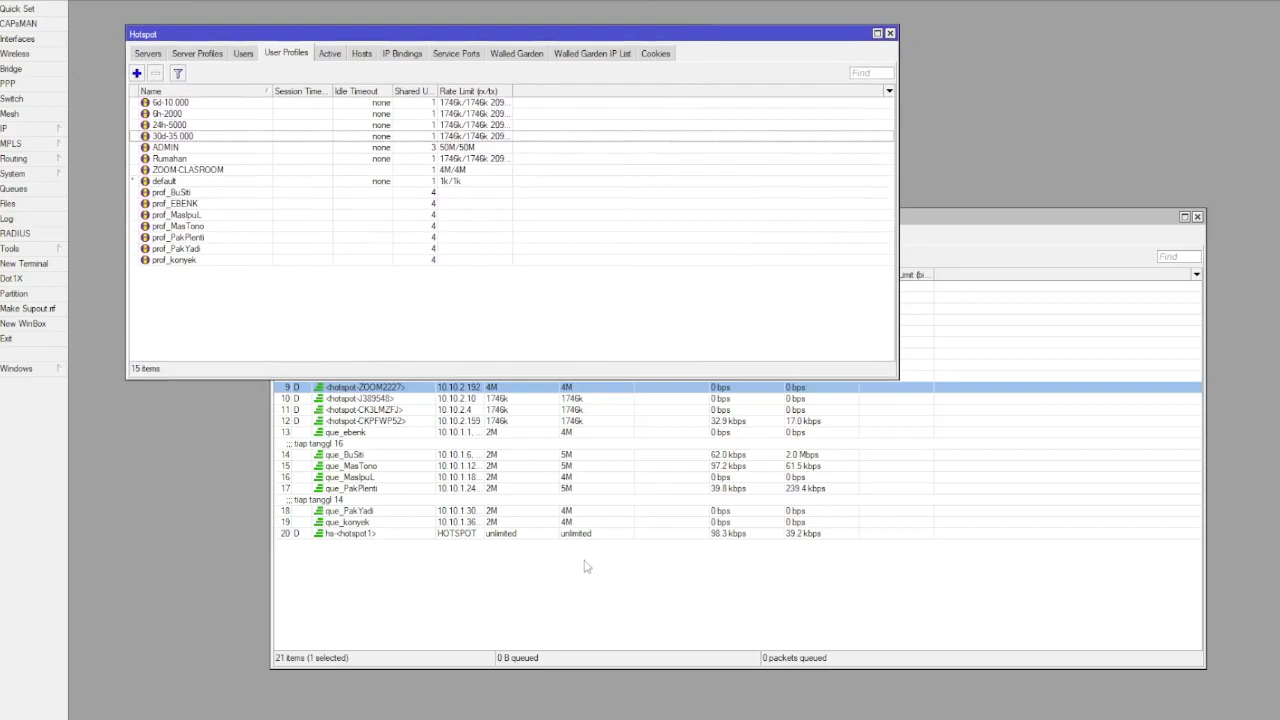 Quick Set
CAPsMAN
Interfaces
Wireless
Bridge
PPP
Switch
Mesh
IP
MPLS
Routing
System
Queues
Files
Log
RADIUS
Tools
New Terminal
Dot1X
Partition
Make Supout.rif
New WinBox
Exit
Windows
Hotspot
Servers Server Profiles Users User Profiles Active Hosts IP Bindings Service Ports Walled Garden Walled Garden IP List Cookies
Find
Name / Session Time... Idle Timeout Shared U... Rate Limit (rx/tx)
6d-10.000 none 1 1746k/1746k 209...
6h-2000 none 1 1746k/1746k 209...
24h-5000 none 1 1746k/1746k 209...
30d-35.000 none 1 1746k/1746k 209...
ADMIN none 3 50M/50M
Rumahan none 1 1746k/1746k 209...
ZOOM-CLASROOM 1 4M/4M
* default none 1 1k/1k
prof_BuSiti 4
prof_EBENK 4
prof_MasIpuL 4
prof_MasTono 4
prof_PakPlenti 4
prof_PakYadi 4
prof_konyek 4
15 items
Find
Limit (bi...
9 D <hotspot-ZOOM2227> 10.10.2.192 4M 4M 0 bps 0 bps
10 D <hotspot-J389548> 10.10.2.10 1746k 1746k 0 bps 0 bps
11 D <hotspot-CK3LMZFJ> 10.10.2.4 1746k 1746k 0 bps 0 bps
12 D <hotspot-CKPFWP52> 10.10.2.159 1746k 1746k 32.9 kbps 17.0 kbps
13 que_ebenk 10.10.1.1, ... 2M 4M 0 bps 0 bps
;;; tiap tanggl 16
14 que_BuSiti 10.10.1.6, ... 2M 5M 62.0 kbps 2.0 Mbps
15 que_MasTono 10.10.1.12... 2M 5M 97.2 kbps 61.5 kbps
16 que_MasIpuL 10.10.1.18... 2M 5M 0 bps 0 bps
17 que_PakPlenti 10.10.1.24... 2M 5M 39.8 kbps 239.4 kbps
;;; tiap tanggl 14
18 que_PakYadi 10.10.1.30... 2M 4M 0 bps 0 bps
19 que_konyek 10.10.1.36... 2M 4M 0 bps 0 bps
20 D hs-<hotspot1> HOTSPOT unlimited unlimited 98.3 kbps 39.2 kbps
21 items (1 selected) 0 B queued 0 packets queued